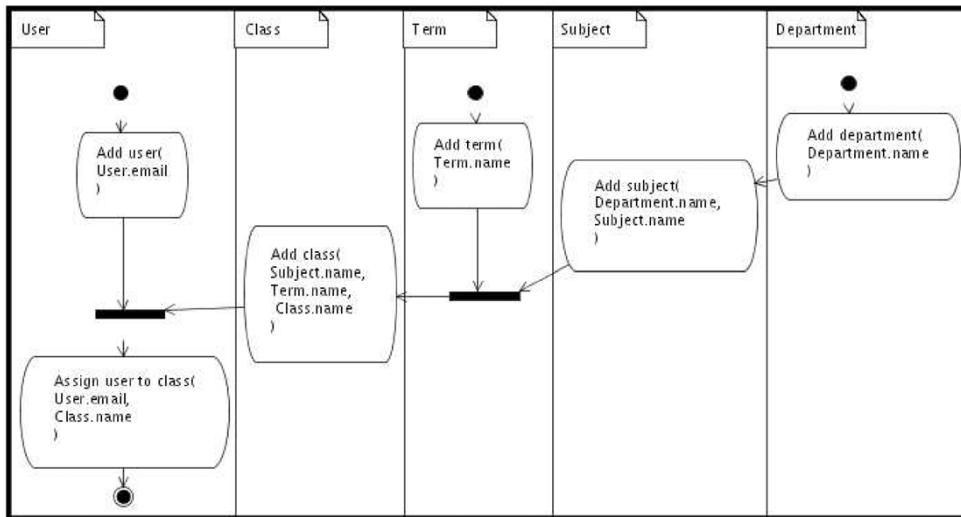 User
Class
Term
Subject
Department
Add user(
User.email
)
Add term(
Term.name
)
Add department(
Department.name
)
Add subject(
Department.name,
Subject.name
)
Add class(
Subject.name,
Term.name,
Class.name
)
Assign user to class(
User.email,
Class.name
)